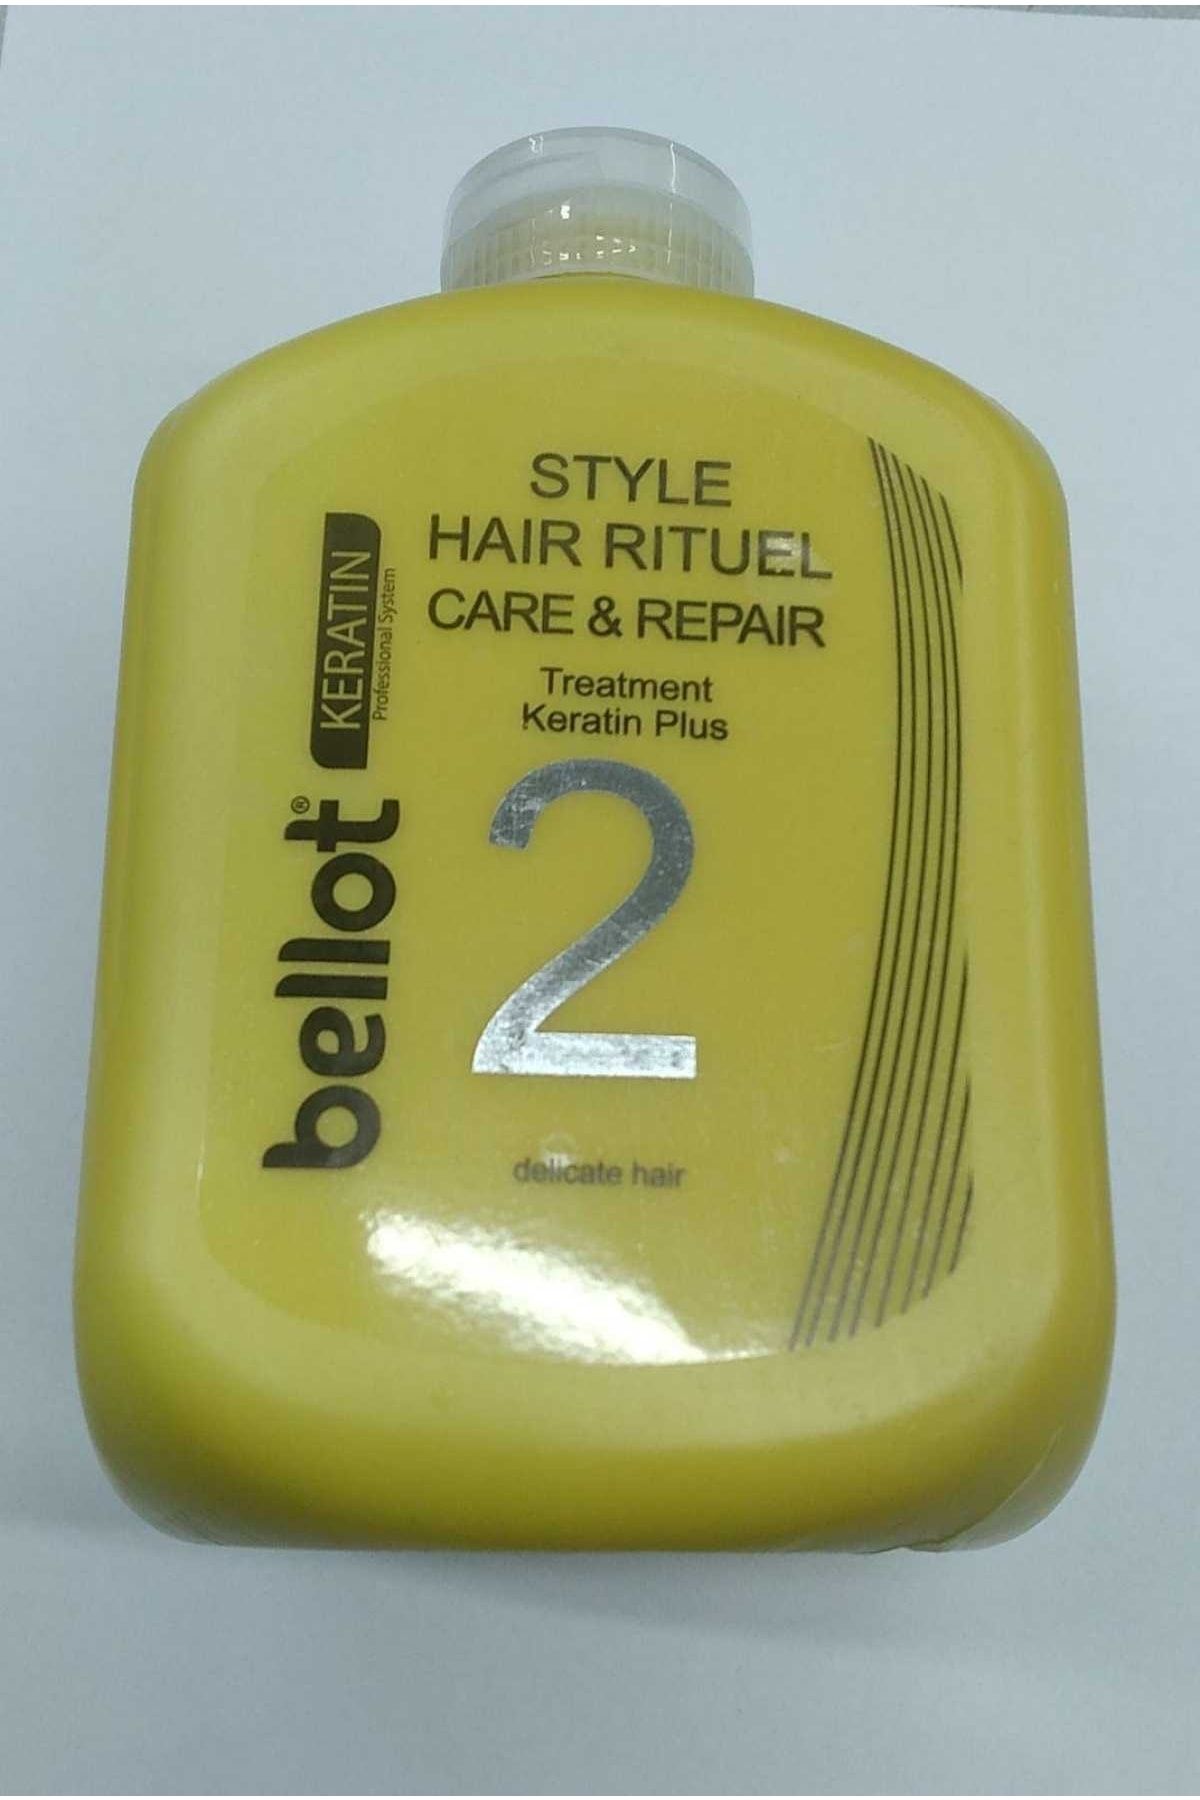 STYLE
HAIR RITUEL
CARE & REPAIR
Treatment
Keratin Plus
2
delicate hair
bellot® KERATIN
Professional System